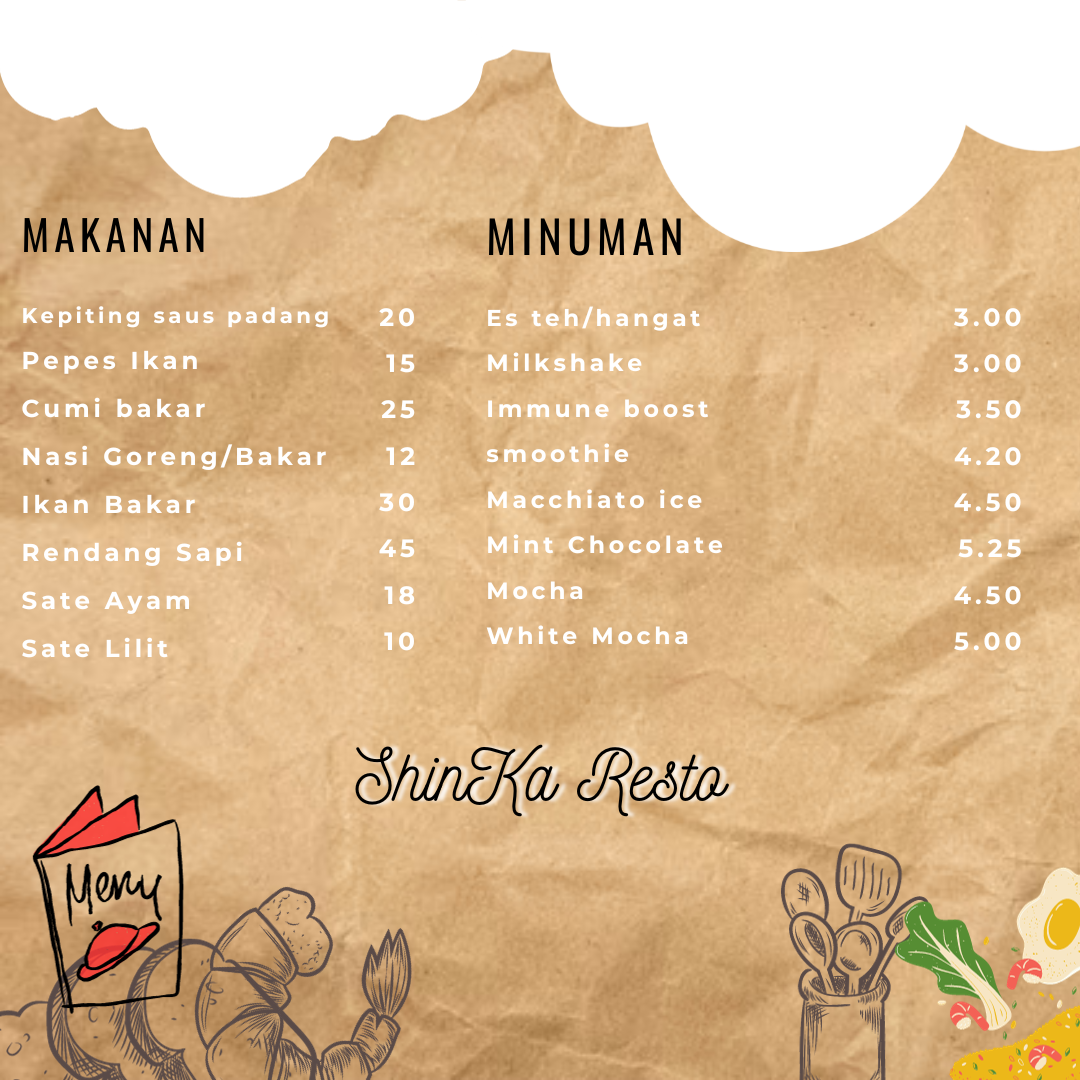 MAKANAN
Kepiting saus padang 20
Pepes Ikan 15
Cumi bakar 25
Nasi Goreng/Bakar 12
Ikan Bakar 30
Rendang Sapi 45
Sate Ayam 18
Sate Lilit 10
MINUMAN
Es teh/hangat 3.00
Milkshake 3.00
Immune boost 3.50
smoothie 4.20
Macchiato ice 4.50
Mint Chocolate 5.25
Mocha 4.50
White Mocha 5.00
ShinKa Resto
Menu